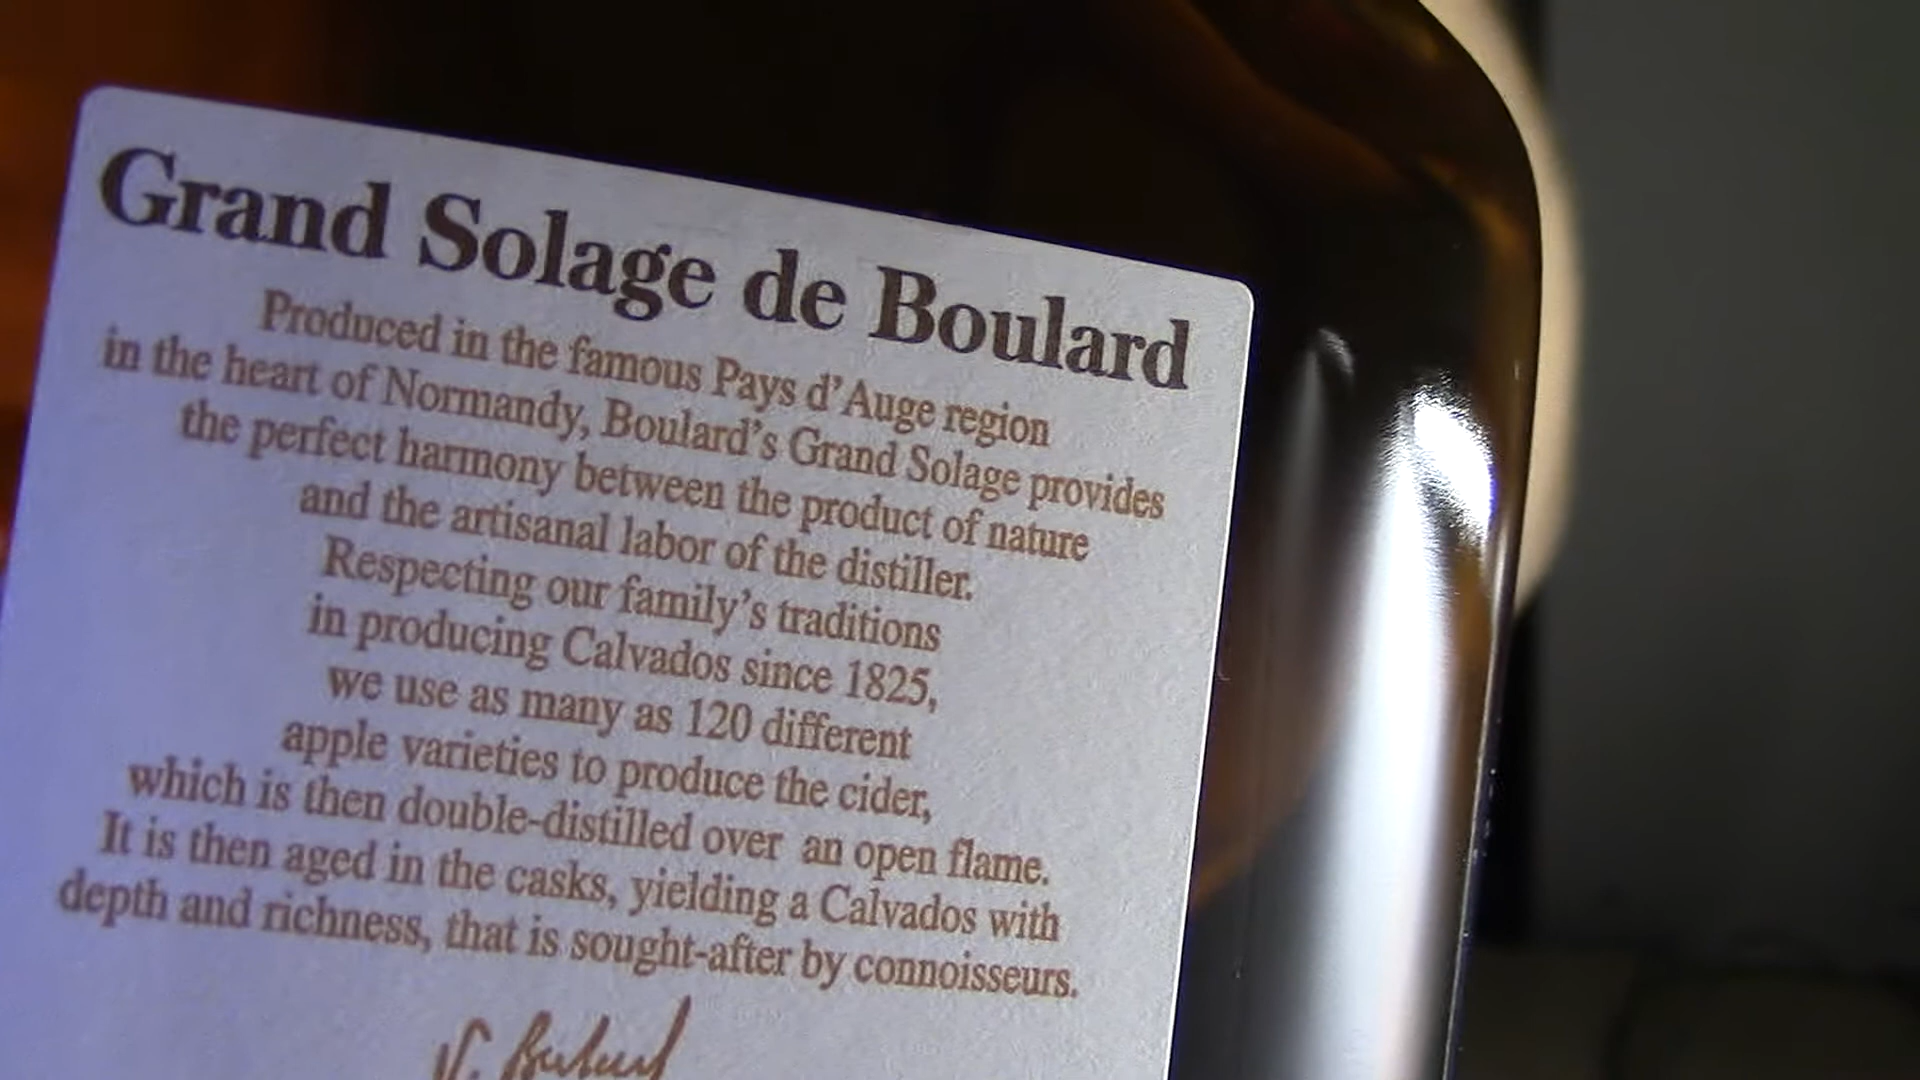 Grand Solage de Boulard
Produced in the famous Pays d'Auge region
in the heart of Normandy, Boulard's Grand Solage provides
the perfect harmony between the product of nature
and the artisanal labor of the distiller.
Respecting our family's traditions
in producing Calvados since 1825,
we use as many as 120 different
apple varieties to produce the cider,
which is then double-distilled over an open flame.
It is then aged in the casks, yielding a Calvados with
depth and richness, that is sought-after by connoisseurs.